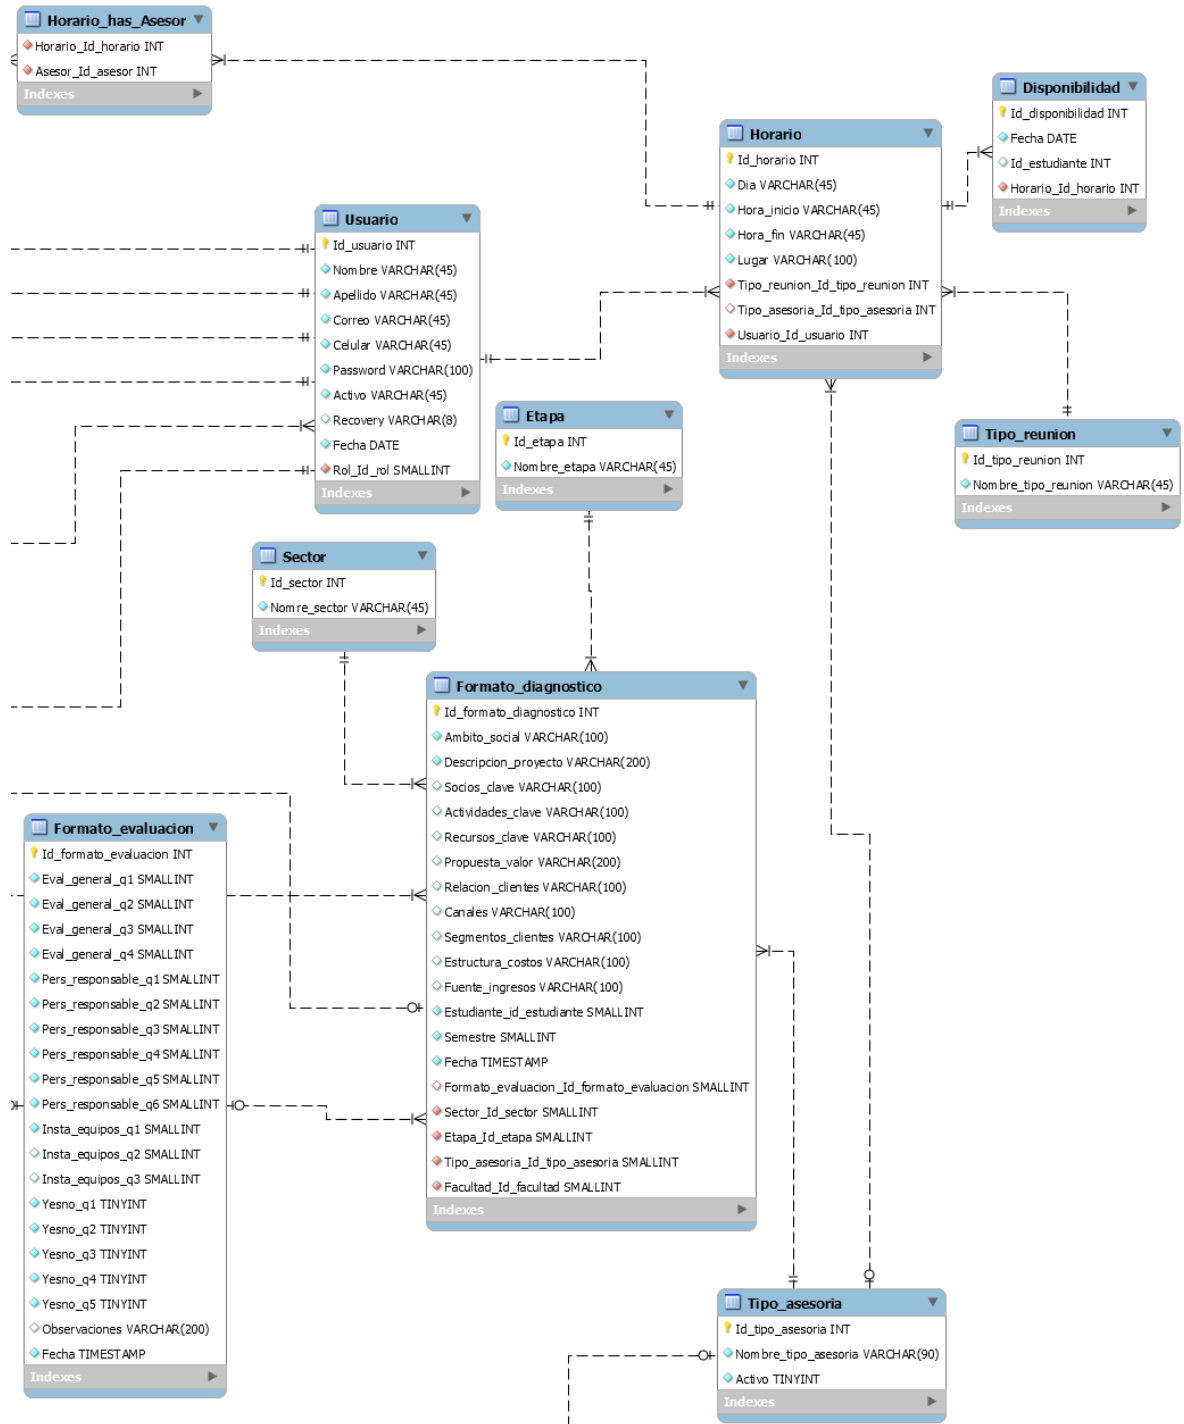 Horario_has_Asesor
Horario_Id_horario INT
Asesor_Id_asesor INT
Indexes
Disponibilidad
Id_disponibilidad INT
Fecha DATE
Id_estudiante INT
Horario_Id_horario INT
Indexes
Horario
Id_horario INT
Dia VARCHAR(45)
Hora_inicio VARCHAR(45)
Hora_fin VARCHAR(45)
Lugar VARCHAR(100)
Tipo_reunion_Id_tipo_reunion INT
Tipo_asesoria_Id_tipo_asesoria INT
Usuario_Id_usuario INT
Indexes
Usuario
Id_usuario INT
Nombre VARCHAR(45)
Apellido VARCHAR(45)
Correo VARCHAR(45)
Celular VARCHAR(45)
Password VARCHAR(100)
Activo VARCHAR(45)
Recovery VARCHAR(8)
Fecha DATE
Rol_Id_rol SMALLINT
Indexes
Etapa
Id_etapa INT
Nombre_etapa VARCHAR(45)
Indexes
Tipo_reunion
Id_tipo_reunion INT
Nombre_tipo_reunion VARCHAR(45)
Indexes
Sector
Id_sector INT
Nomre_sector VARCHAR(45)
Indexes
Formato_diagnostico
Id_formato_diagnostico INT
Ambito_social VARCHAR(100)
Descripcion_proyecto VARCHAR(200)
Socios_clave VARCHAR(100)
Actividades_clave VARCHAR(100)
Recursos_clave VARCHAR(100)
Propuesta_valor VARCHAR(200)
Relacion_clientes VARCHAR(100)
Canales VARCHAR(100)
Segmentos_clientes VARCHAR(100)
Estructura_costos VARCHAR(100)
Fuente_ingresos VARCHAR(100)
Estudiante_id_estudiante SMALLINT
Semestre SMALLINT
Fecha TIMESTAMP
Formato_evaluacion_Id_formato_evaluacion SMALLINT
Sector_Id_sector SMALLINT
Etapa_Id_etapa SMALLINT
Tipo_asesoria_Id_tipo_asesoria SMALLINT
Facultad_Id_facultad SMALLINT
Indexes
Formato_evaluacion
Id_formato_evaluacion INT
Eval_general_q1 SMALLINT
Eval_general_q2 SMALLINT
Eval_general_q3 SMALLINT
Eval_general_q4 SMALLINT
Pers_responsable_q1 SMALLINT
Pers_responsable_q2 SMALLINT
Pers_responsable_q3 SMALLINT
Pers_responsable_q4 SMALLINT
Pers_responsable_q5 SMALLINT
Pers_responsable_q6 SMALLINT
Insta_equipos_q1 SMALLINT
Insta_equipos_q2 SMALLINT
Insta_equipos_q3 SMALLINT
Yesno_q1 TINYINT
Yesno_q2 TINYINT
Yesno_q3 TINYINT
Yesno_q4 TINYINT
Yesno_q5 TINYINT
Observaciones VARCHAR(200)
Fecha TIMESTAMP
Indexes
Tipo_asesoria
Id_tipo_asesoria INT
Nombre_tipo_asesoria VARCHAR(90)
Activo TINYINT
Indexes